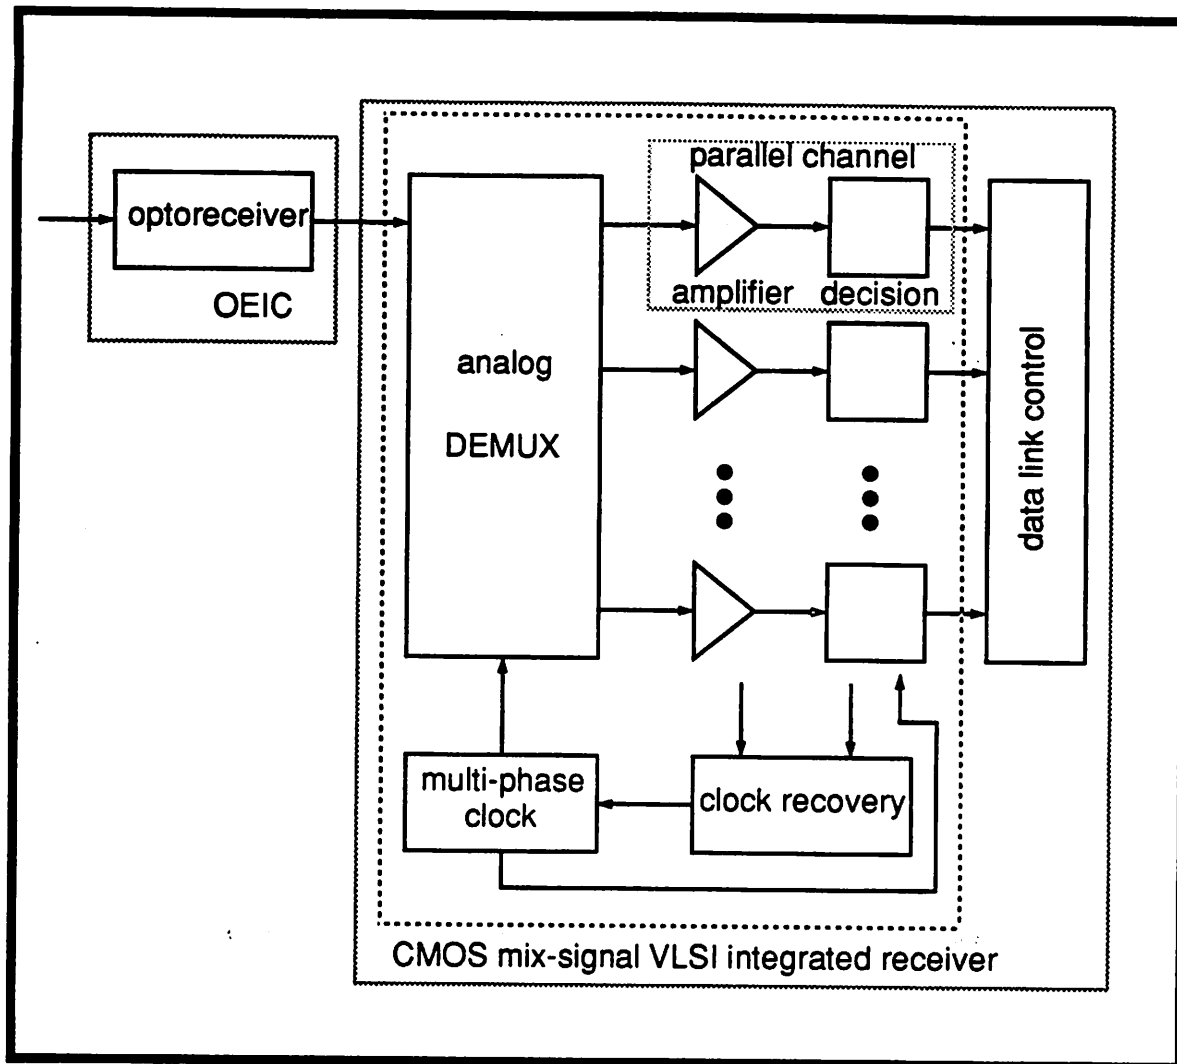 parallel channel
optoreceiver
OEIC
amplifier decision
analog
DEMUX
data link control
multi-phase
clock
clock recovery
CMOS mix-signal VLSI integrated receiver